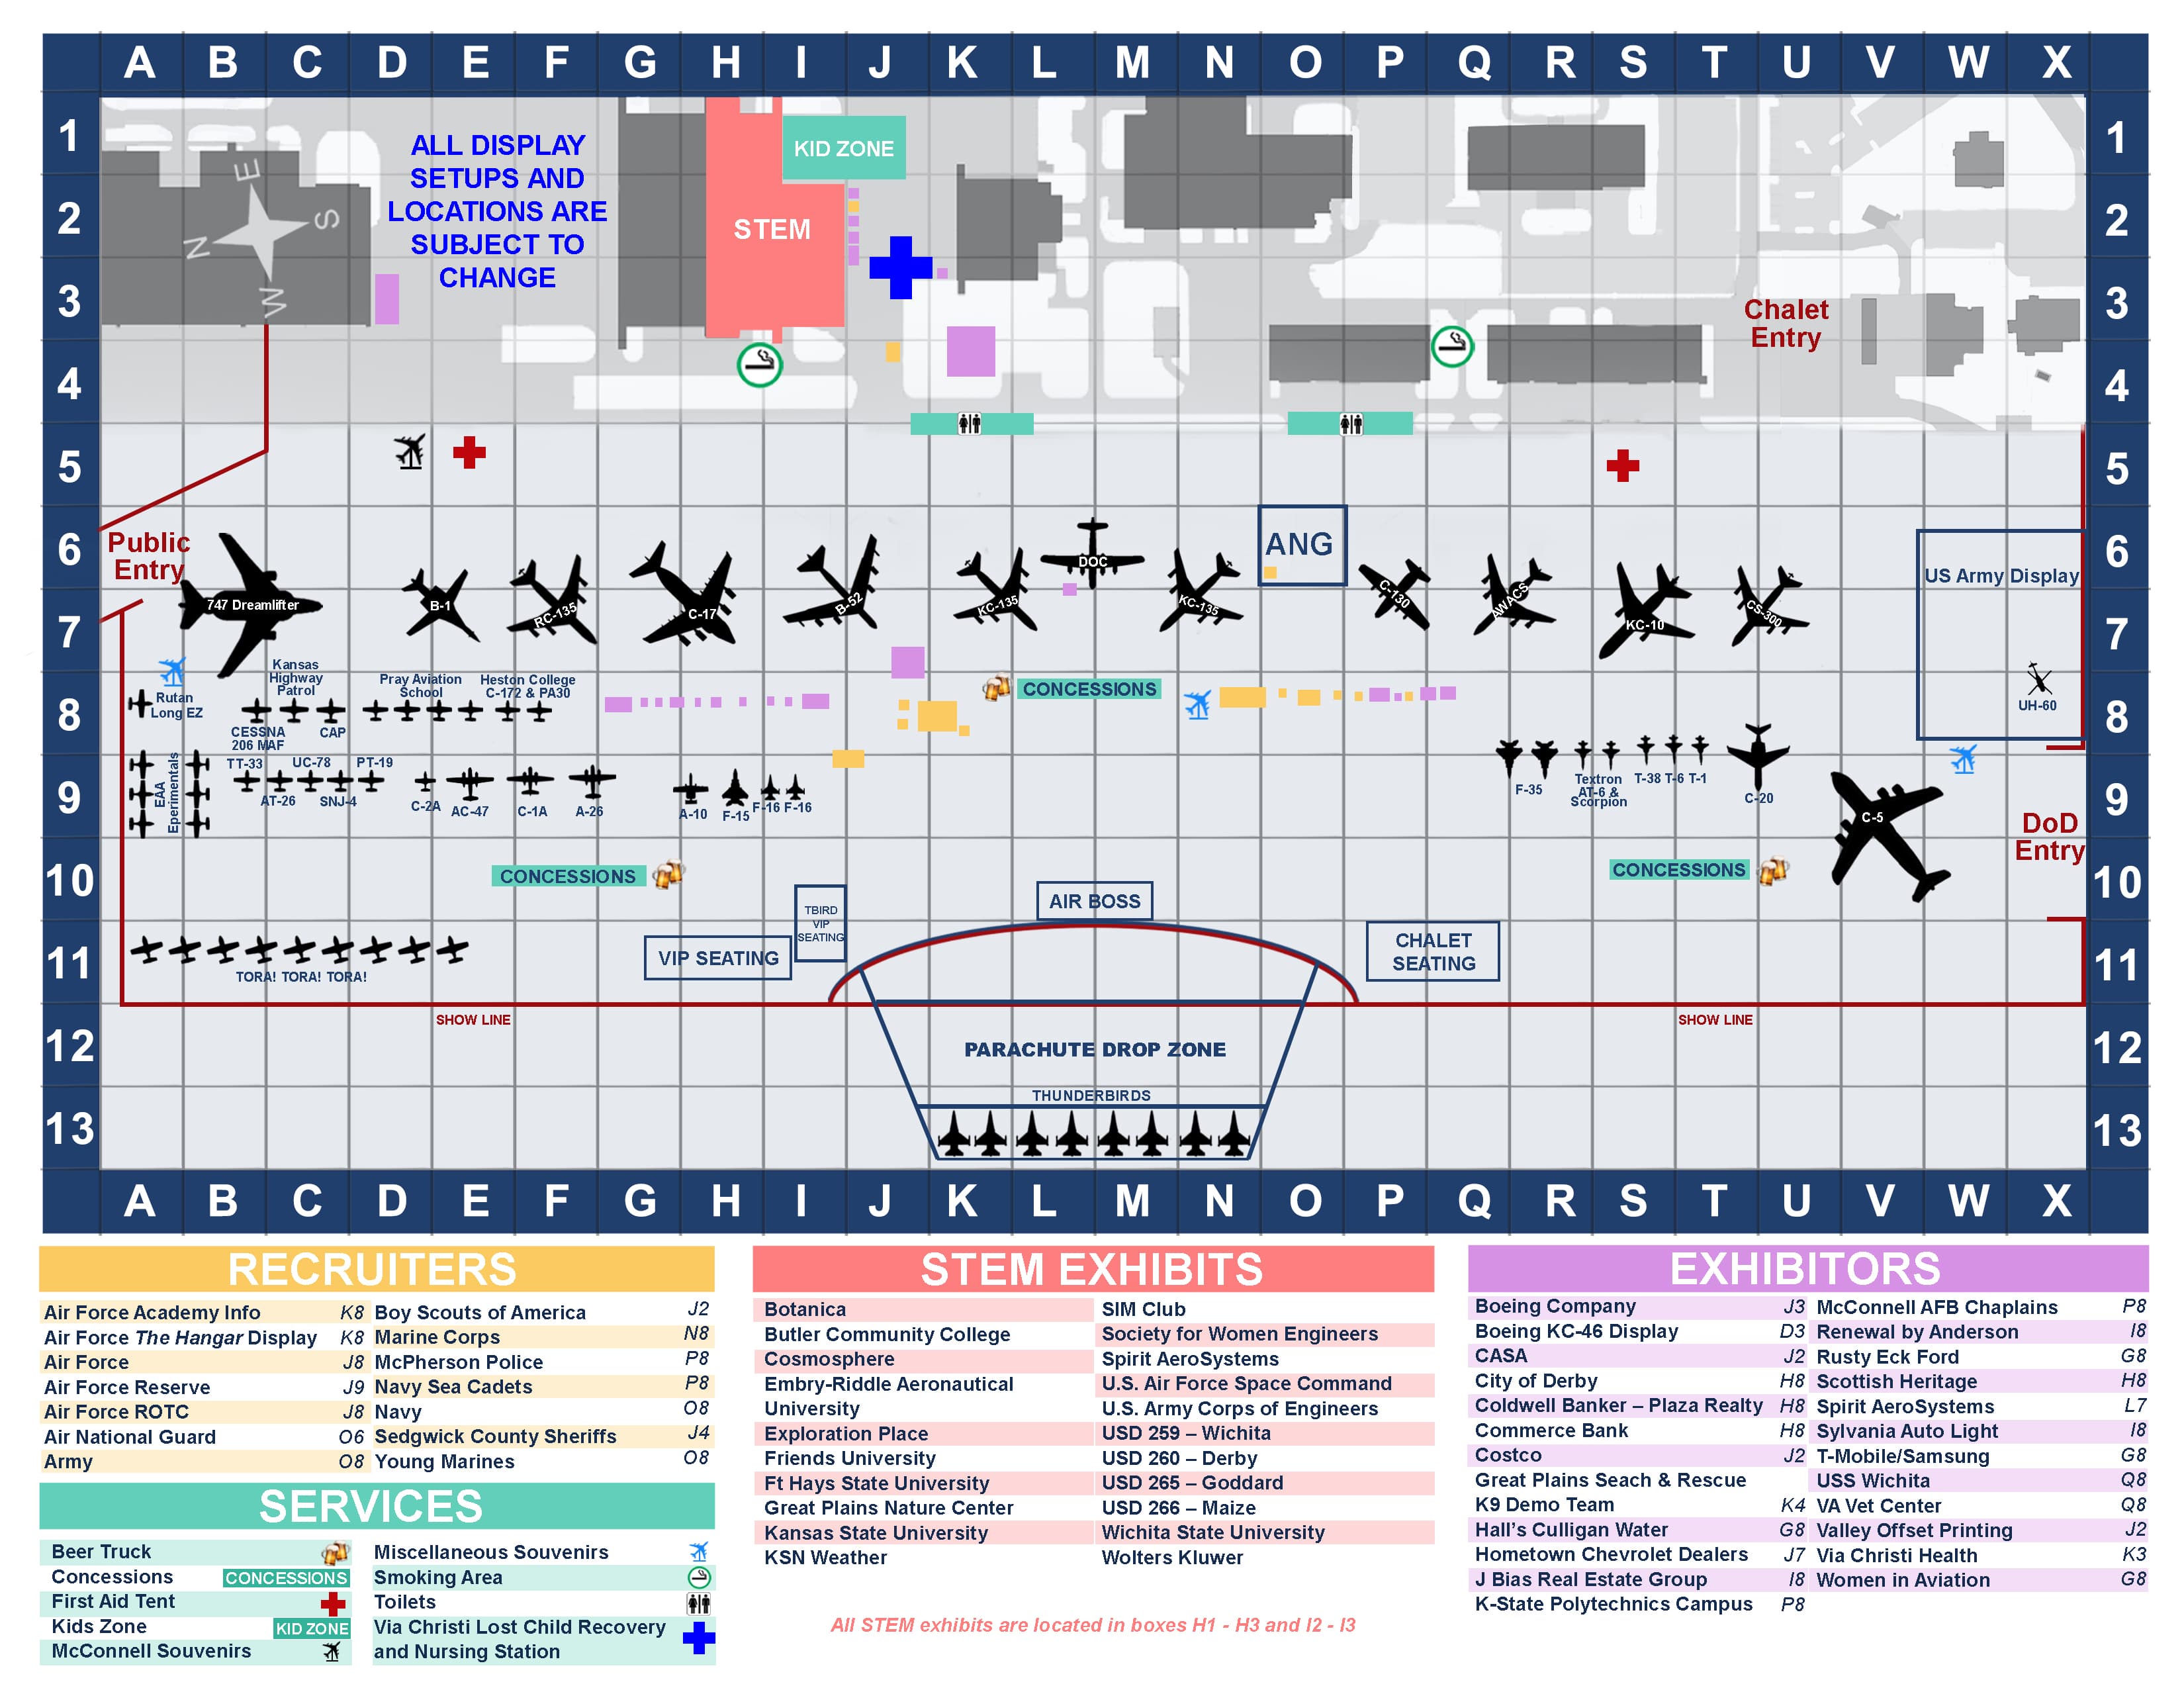 A B C D E F G H I J K L M N O P Q R S T U V W X
1 1
2 2
3 3
4 4
5 5
6 6
7 7
8 8
9 9
10 10
11 11
12 12
13 13
ALL DISPLAY
SETUPS AND
LOCATIONS ARE
SUBJECT TO
CHANGE
E
S
N
W
STEM
KID ZONE
Chalet
Entry
Public
Entry
747 Dreamlifter
B-1
RC-135
C-17
B-52
KC-135
DOC
KC-135
ANG
C-130
AWACS
KC-10
CS-300
US Army Display
UH-60
Rutan
Long EZ
Kansas
Highway
Patrol
CESSNA
206 MAF
CAP
Pray Aviation
School
Heston College
C-172 & PA30
CONCESSIONS
EAA
Eperimentals
TT-33
UC-78
PT-19
AT-26
SNJ-4
C-2A
AC-47
C-1A
A-26
A-10
F-15
F-16
F-16
F-35
Textron
AT-6 &
Scorpion
T-38
T-6
T-1
C-20
C-5
DoD
Entry
CONCESSIONS
CONCESSIONS
TBIRD
VIP
SEATING
VIP SEATING
AIR BOSS
CHALET
SEATING
TORA! TORA! TORA!
SHOW LINE
SHOW LINE
PARACHUTE DROP ZONE
THUNDERBIRDS
A B C D E F G H I J K L M N O P Q R S T U V W X
RECRUITERS
Air Force Academy Info K8
Air Force The Hangar Display K8
Air Force J8
Air Force Reserve J9
Air Force ROTC J8
Air National Guard O6
Army O8
Boy Scouts of America J2
Marine Corps N8
McPherson Police P8
Navy Sea Cadets P8
Navy O8
Sedgwick County Sheriffs J4
Young Marines O8
SERVICES
Beer Truck
Concessions CONCESSIONS
First Aid Tent
Kids Zone KID ZONE
McConnell Souvenirs
Miscellaneous Souvenirs
Smoking Area
Toilets
Via Christi Lost Child Recovery
and Nursing Station
STEM EXHIBITS
Botanica
Butler Community College
Cosmosphere
Embry-Riddle Aeronautical
University
Exploration Place
Friends University
Ft Hays State University
Great Plains Nature Center
Kansas State University
KSN Weather
SIM Club
Society for Women Engineers
Spirit AeroSystems
U.S. Air Force Space Command
U.S. Army Corps of Engineers
USD 259 – Wichita
USD 260 – Derby
USD 265 – Goddard
USD 266 – Maize
Wichita State University
Wolters Kluwer
All STEM exhibits are located in boxes H1 - H3 and I2 - I3
EXHIBITORS
Boeing Company J3
Boeing KC-46 Display D3
CASA J2
City of Derby H8
Coldwell Banker – Plaza Realty H8
Commerce Bank H8
Costco J2
Great Plains Seach & Rescue
K9 Demo Team K4
Hall's Culligan Water G8
Hometown Chevrolet Dealers J7
J Bias Real Estate Group I8
K-State Polytechnics Campus P8
McConnell AFB Chaplains P8
Renewal by Anderson I8
Rusty Eck Ford G8
Scottish Heritage H8
Spirit AeroSystems L7
Sylvania Auto Light I8
T-Mobile/Samsung G8
USS Wichita Q8
VA Vet Center Q8
Valley Offset Printing J2
Via Christi Health K3
Women in Aviation G8